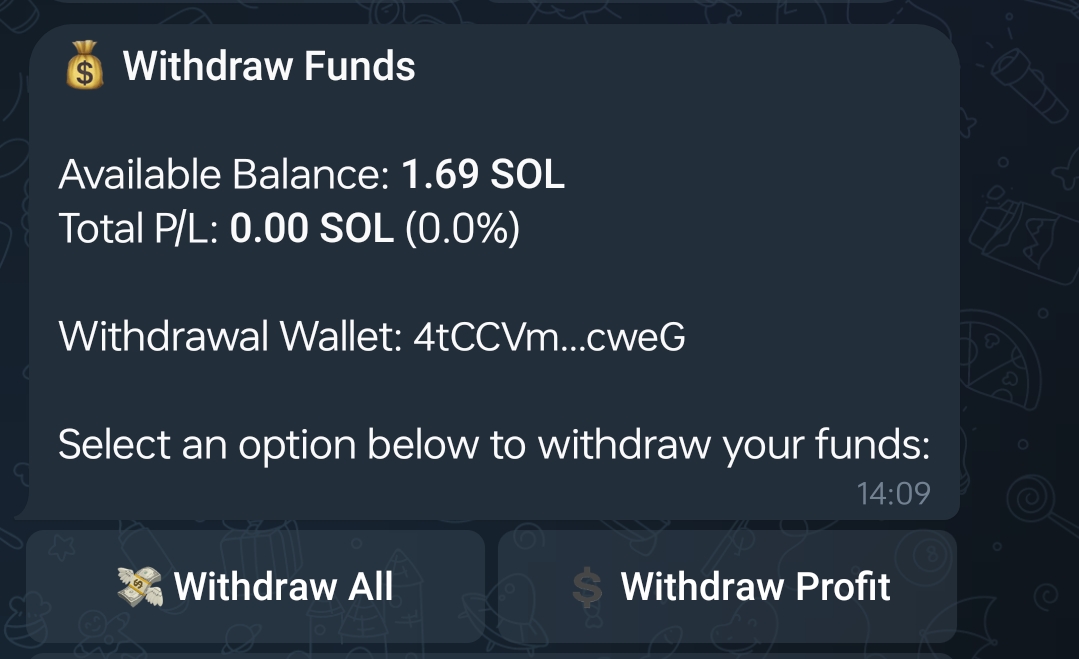 💰 Withdraw Funds
Available Balance: 1.69 SOL
Total P/L: 0.00 SOL (0.0%)
Withdrawal Wallet: 4tCCVm...cweG
Select an option below to withdraw your funds:
14:09
💸 Withdraw All
💲 Withdraw Profit